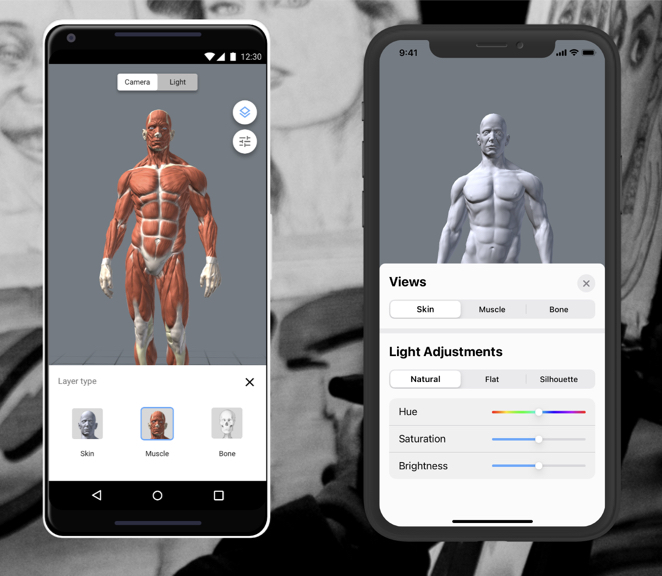 12:30
Camera Light
Layer type
Skin Muscle Bone
9:41
Views
Skin Muscle Bone
Light Adjustments
Natural Flat Silhouette
Hue
Saturation
Brightness